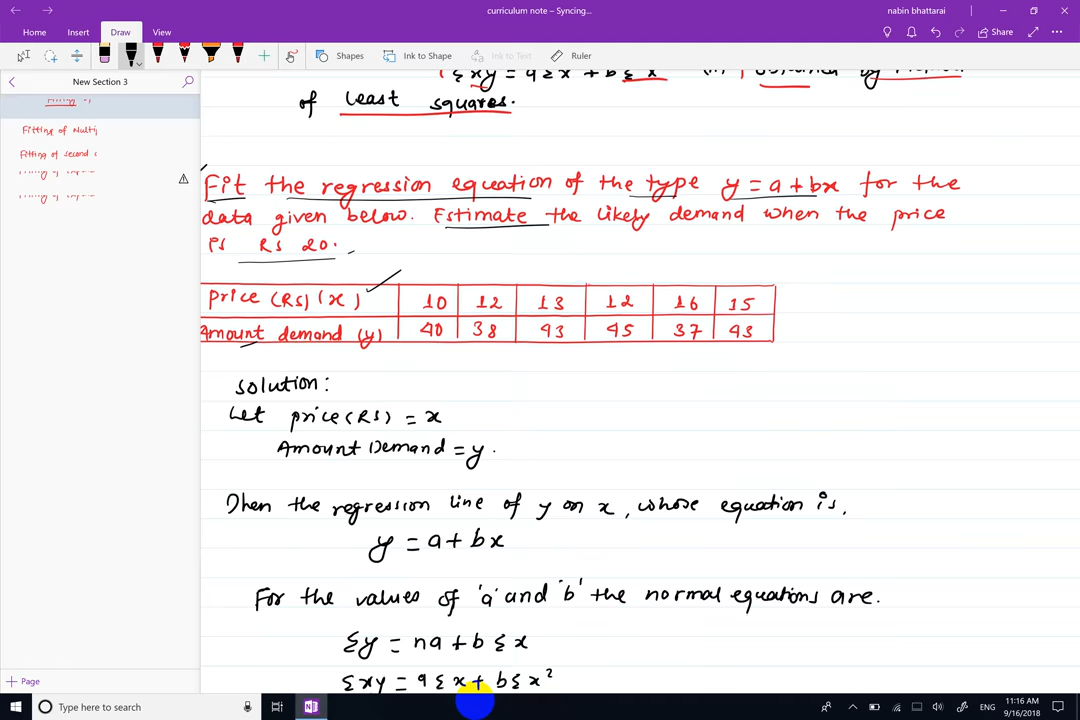 curriculum note - Syncing...
nabin bhattarai
Home Insert Draw View
Share
Shapes
Ink to Shape
Ink to Text
Ruler
New Section 3
Σxy = aΣx + bΣx
of Least squares.
Fitting of Multip
Fitting of second
Fit the regression equation of the type y = a + bx for the
data given below. Estimate the likely demand when the price
is Rs 20.
price (Rs) (x) 10 12 13 12 16 15
Amount demand (y) 40 38 43 45 37 43
solution:
Let price (Rs) = x
Amount Demand = y.
Then the regression line of y on x, whose equation is,
y = a + bx
For the values of 'a' and 'b' the normal equations are.
Σy = na + bΣx
Σxy = aΣx + bΣx²
+ Page
Type here to search
ENG
11:16 AM
9/16/2018